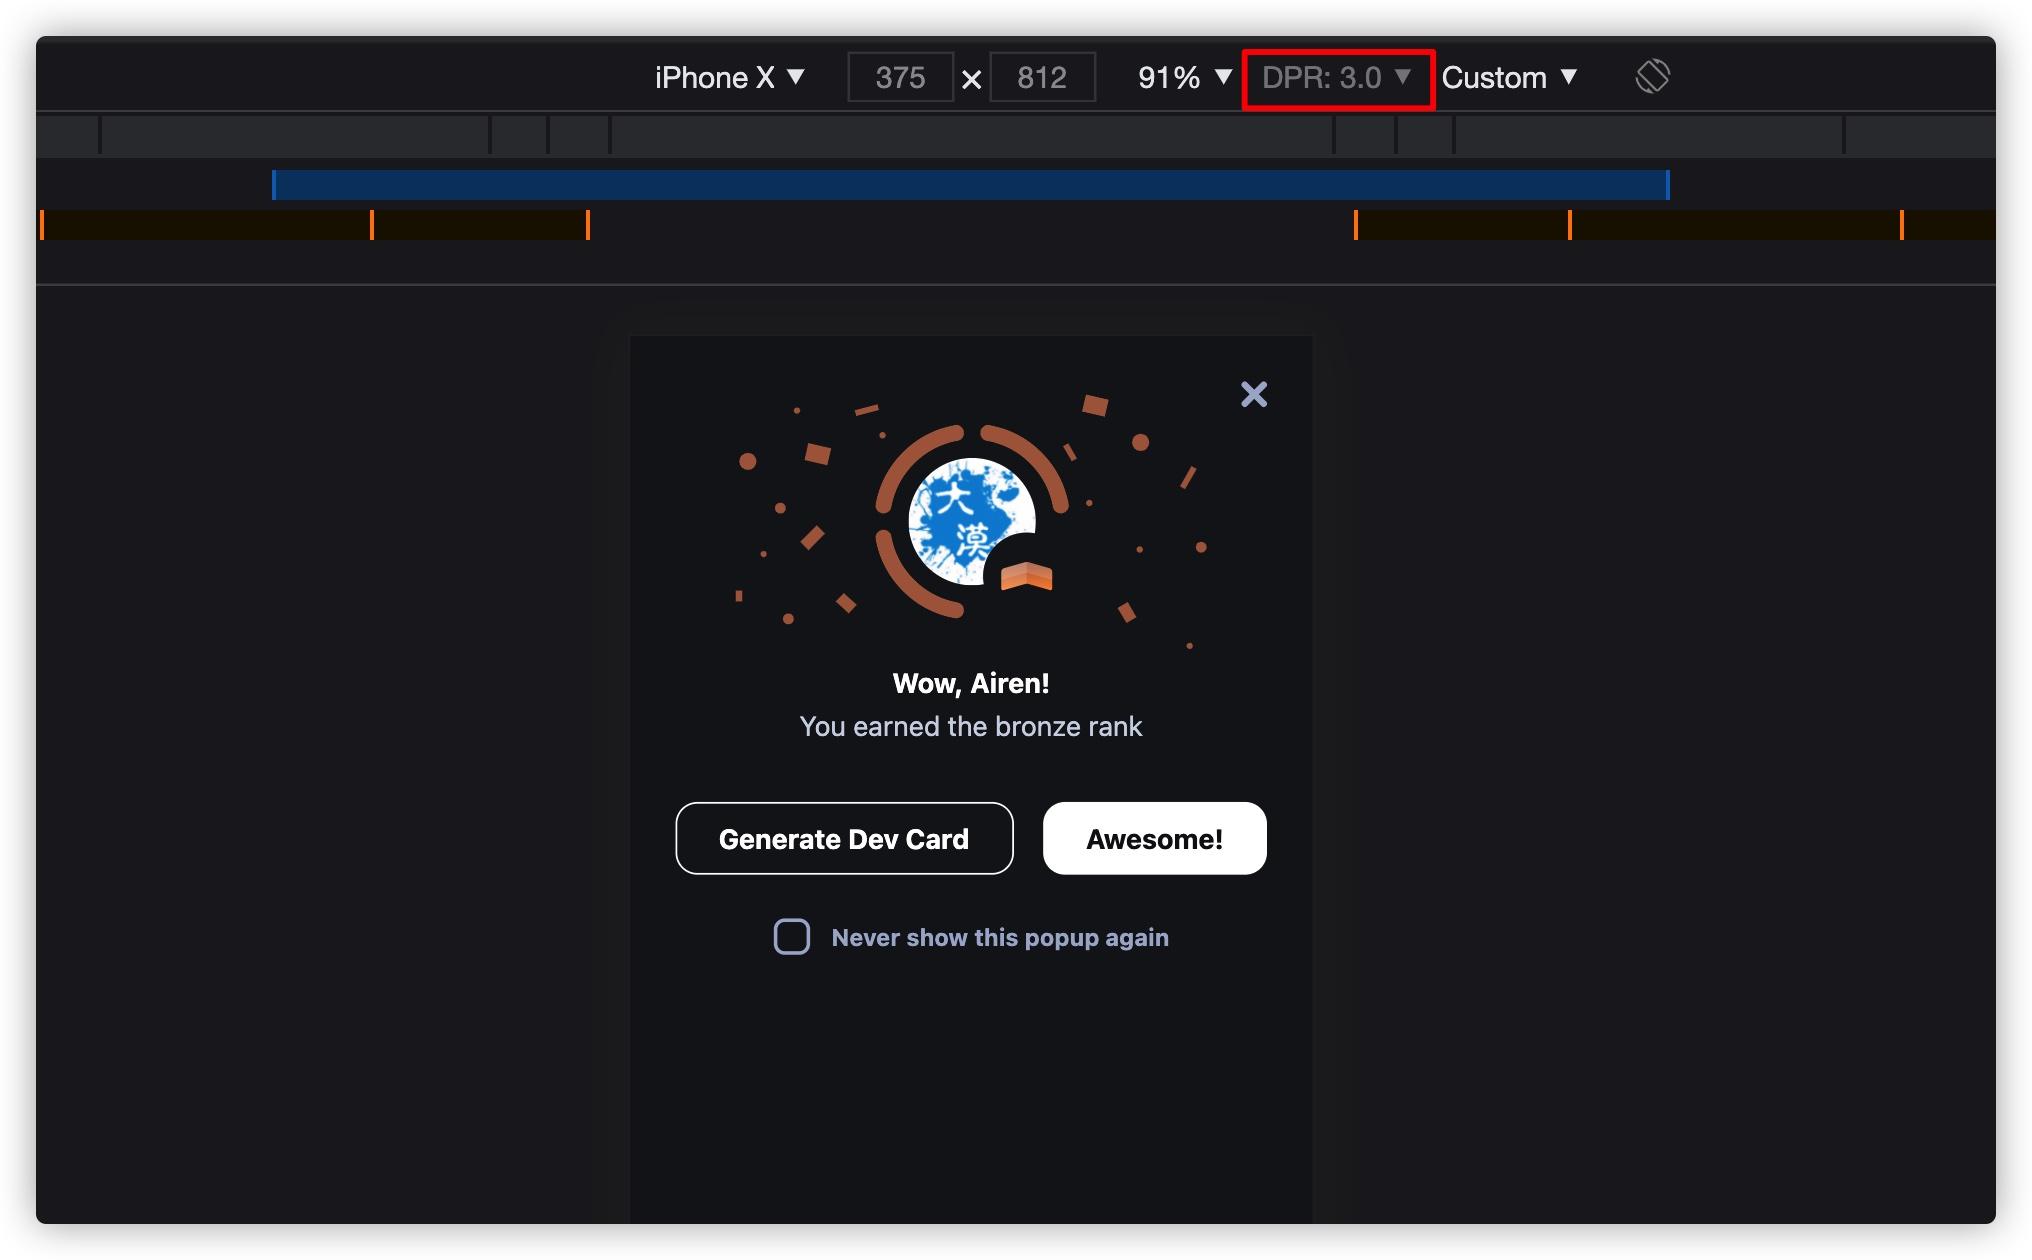 iPhone X ▼ 375 × 812 91% ▼ DPR: 3.0 ▼ Custom ▼
大
漠
Wow, Airen!
You earned the bronze rank
Generate Dev Card Awesome!
Never show this popup again